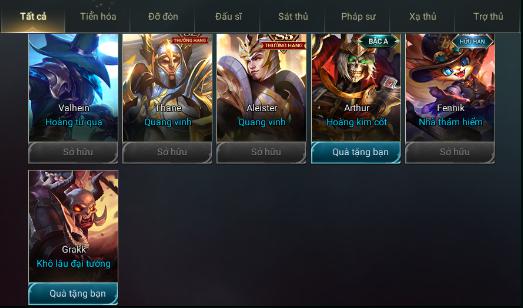 Tất cả
Tiến hóa
Đỡ đòn
Đấu sĩ
Sát thủ
Pháp sư
Xạ thủ
Trợ thủ
THƯỞNG HẠNG
S5
THƯỞNG HẠNG
BẬC A
HỮU HẠN
Valhein
Thane
Aleister
Arthur
Fennik
Hoàng tử quạ
Quang vinh
Quang vinh
Hoàng kim cốt
Nhà thám hiểm
Sở hữu
Sở hữu
Sở hữu
Quà tặng bạn
Sở hữu
Grakk
Khô lâu đại tướng
Quà tặng bạn